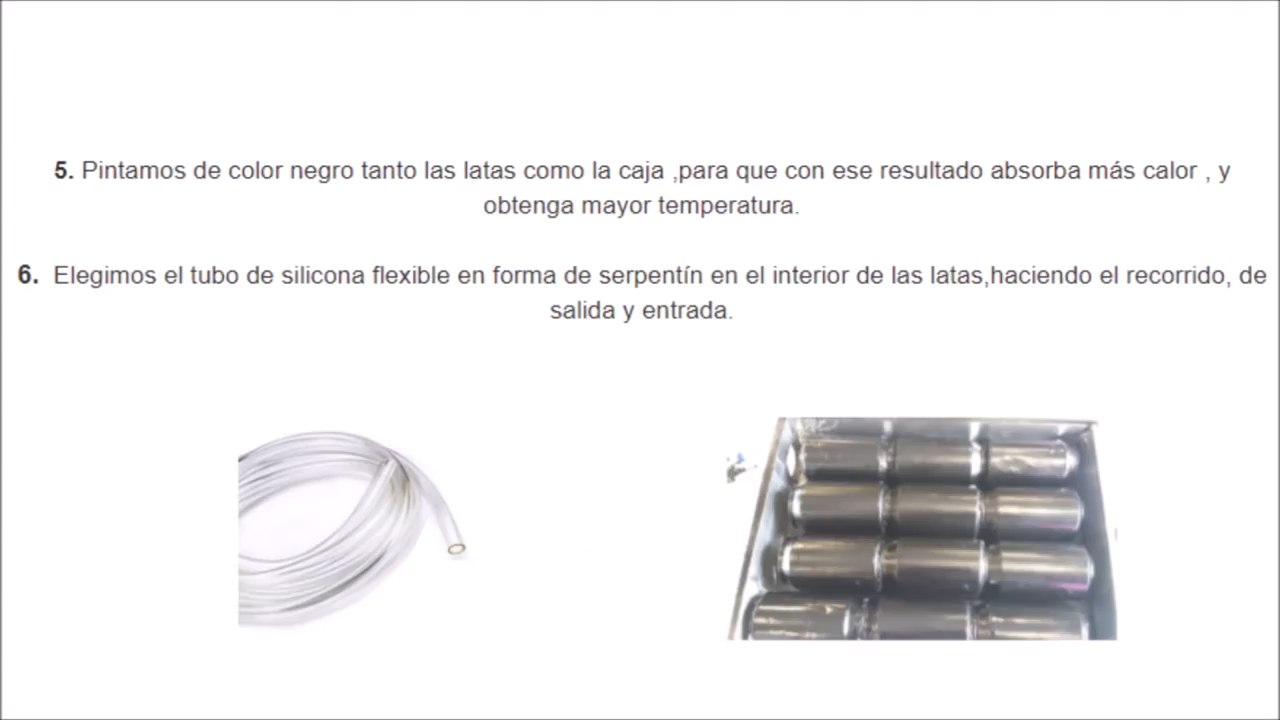 5. Pintamos de color negro tanto las latas como la caja ,para que con ese resultado absorba más calor , y
obtenga mayor temperatura.
6. Elegimos el tubo de silicona flexible en forma de serpentín en el interior de las latas,haciendo el recorrido, de
salida y entrada.